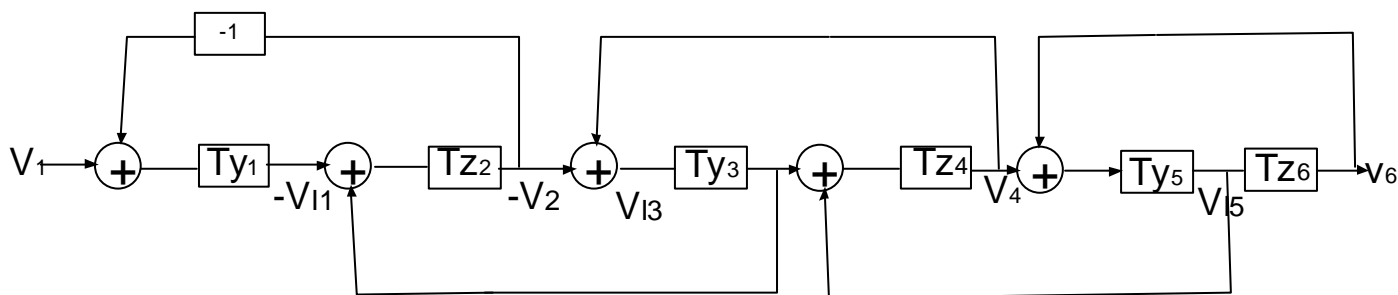 -1
V1
+
Ty1
-VI1
+
Tz2
-V2
+
VI3
Ty3
+
Tz4
V4
+
Ty5
VI5
Tz6
v6